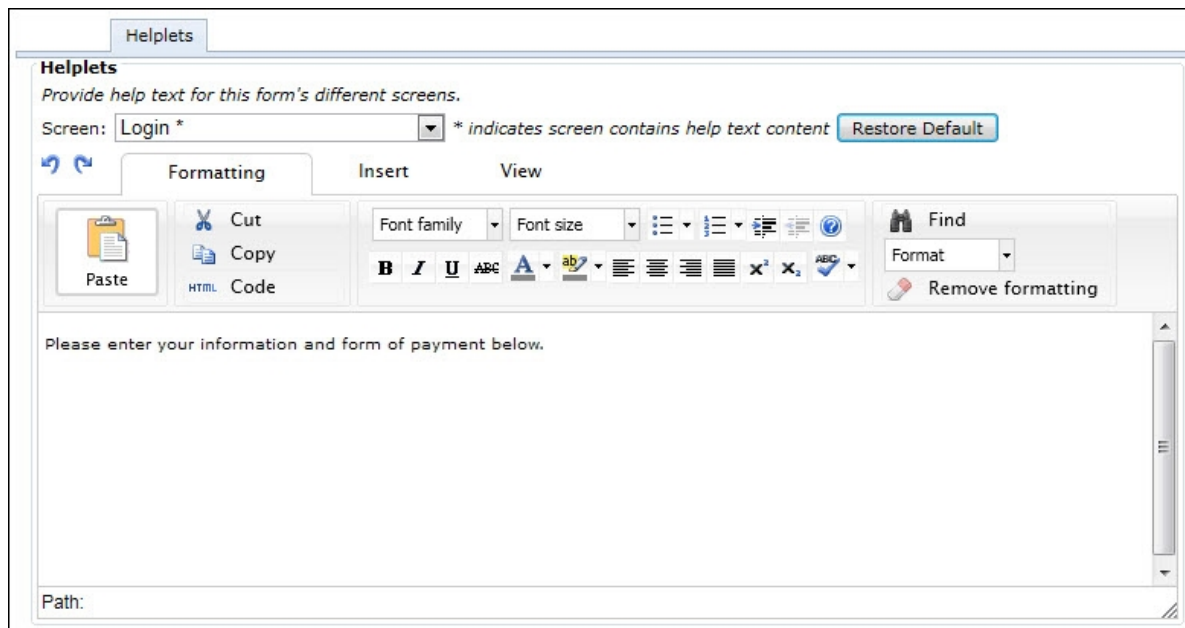 Helplets
Helplets
Provide help text for this form's different screens.
Screen: Login * * indicates screen contains help text content Restore Default
Formatting Insert View
Paste
Cut
Copy
HTML Code
Font family Font size
B I U ABC A ab x² x₂ ABC
Find
Format
Remove formatting
Please enter your information and form of payment below.
Path: